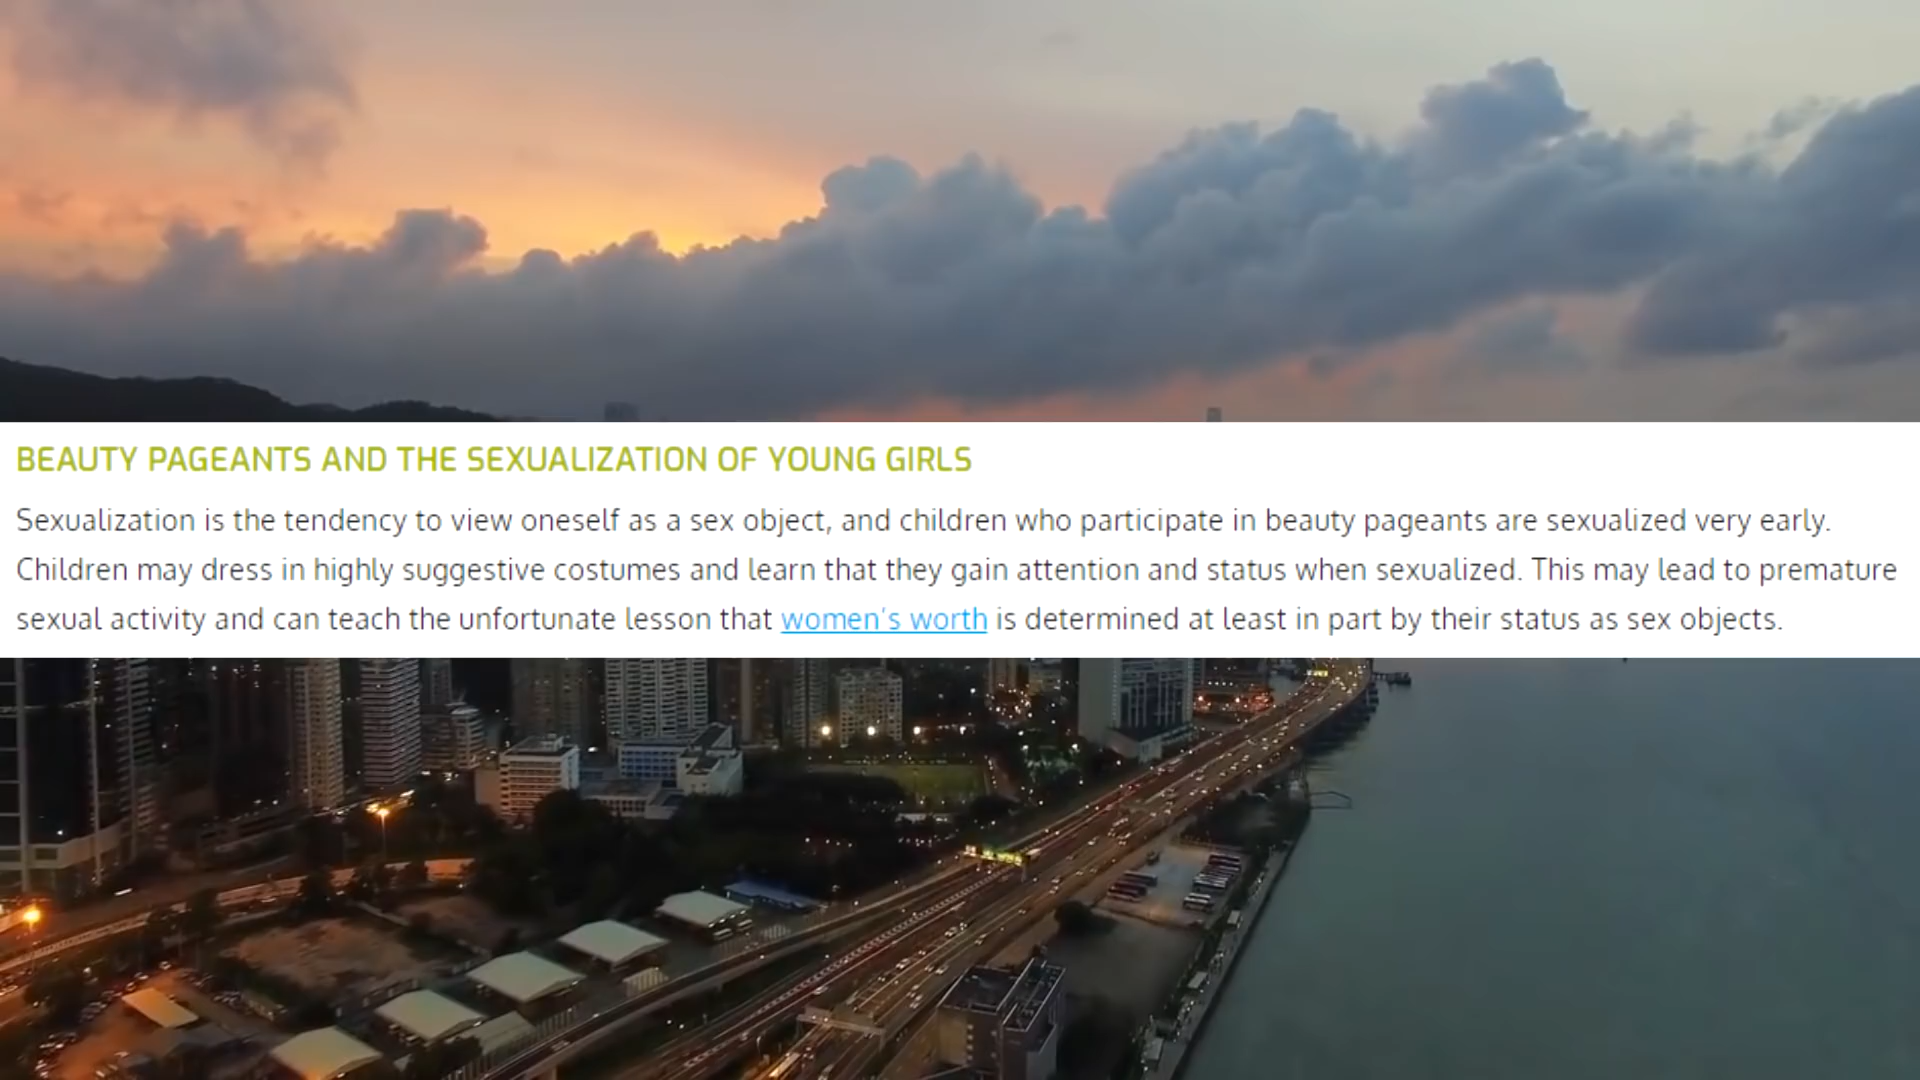 BEAUTY PAGEANTS AND THE SEXUALIZATION OF YOUNG GIRLS
Sexualization is the tendency to view oneself as a sex object, and children who participate in beauty pageants are sexualized very early.
Children may dress in highly suggestive costumes and learn that they gain attention and status when sexualized. This may lead to premature
sexual activity and can teach the unfortunate lesson that women's worth is determined at least in part by their status as sex objects.